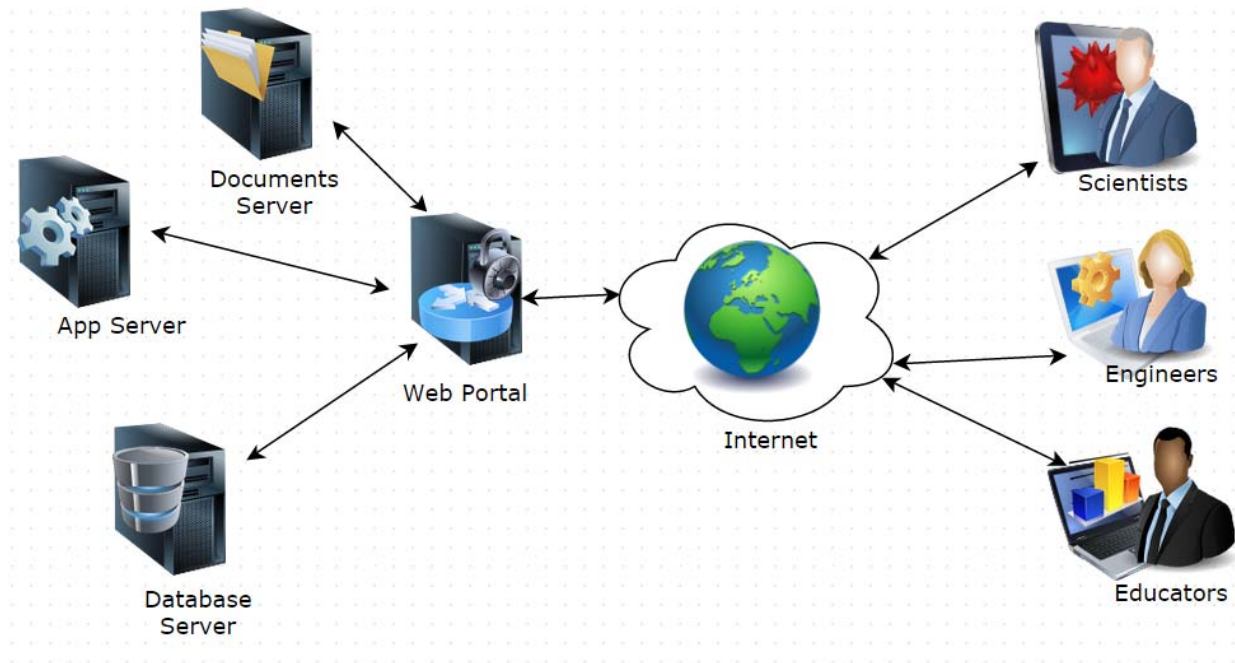 Documents
Server
App Server
Database
Server
Web Portal
Internet
Scientists
Engineers
Educators